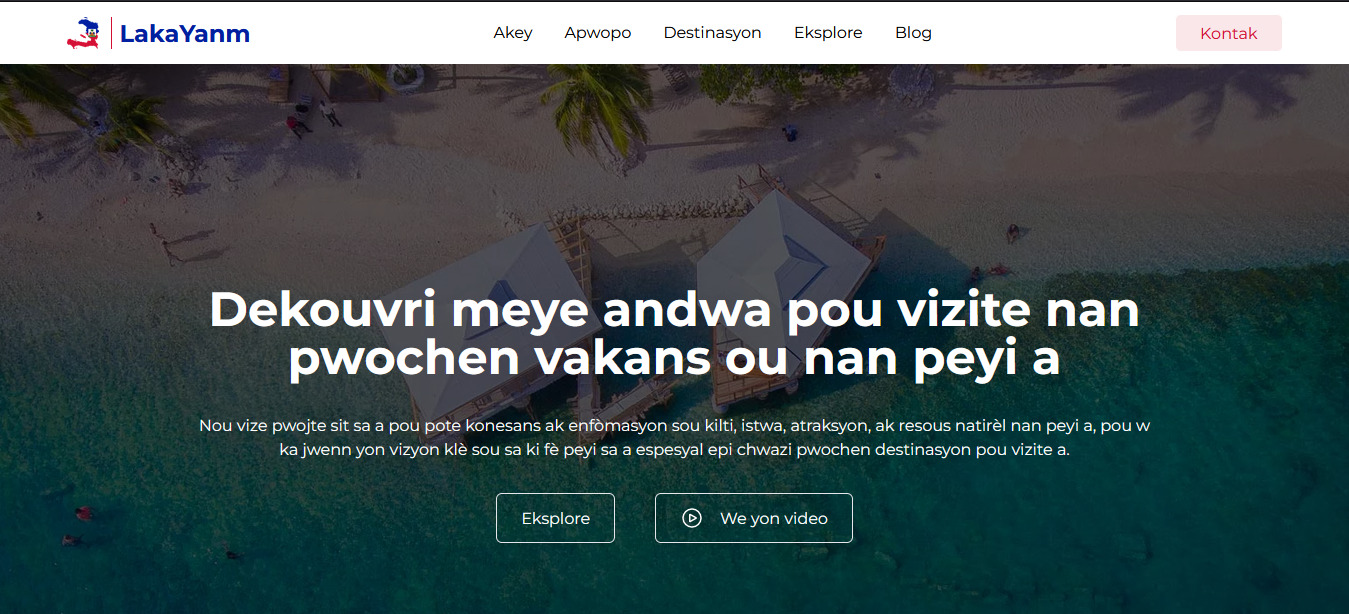 LakaYanm
Akey
Apwopo
Destinasyon
Eksplore
Blog
Kontak
Dekouvri meye andwa pou vizite nan
pwochen vakans ou nan peyi a
Nou vize pwojte sit sa a pou pote konesans ak enfòmasyon sou kilti, istwa, atraksyon, ak resous natirèl nan peyi a, pou w
ka jwenn yon vizyon klè sou sa ki fè peyi sa a espesyal epi chwazi pwochen destinasyon pou vizite a.
Eksplore
We yon video